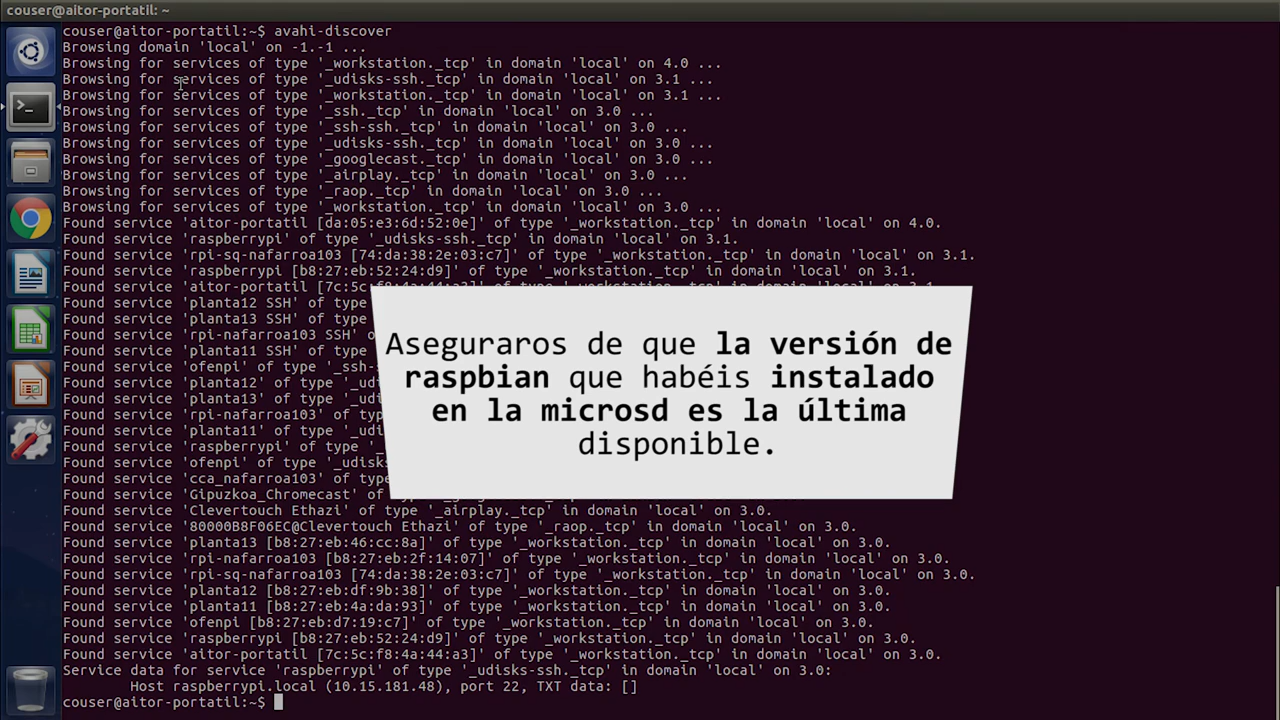 couser@aitor-portatil: ~
couser@aitor-portatil:~$ avahi-discover
Browsing domain 'local' on -1.-1 ...
Browsing for services of type '_workstation._tcp' in domain 'local' on 4.0 ...
Browsing for services of type '_udisks-ssh._tcp' in domain 'local' on 3.1 ...
Browsing for services of type '_workstation._tcp' in domain 'local' on 3.1 ...
Browsing for services of type '_ssh._tcp' in domain 'local' on 3.0 ...
Browsing for services of type '_ssh-ssh._tcp' in domain 'local' on 3.0 ...
Browsing for services of type '_udisks-ssh._tcp' in domain 'local' on 3.0 ...
Browsing for services of type '_googlecast._tcp' in domain 'local' on 3.0 ...
Browsing for services of type '_airplay._tcp' in domain 'local' on 3.0 ...
Browsing for services of type '_raop._tcp' in domain 'local' on 3.0 ...
Browsing for services of type '_workstation._tcp' in domain 'local' on 3.0 ...
Found service 'aitor-portatil [da:05:e3:6d:52:0e]' of type '_workstation._tcp' in domain 'local' on 4.0.
Found service 'raspberrypi' of type '_udisks-ssh._tcp' in domain 'local' on 3.1.
Found service 'rpi-sq-nafarroa103 [74:da:38:2e:03:c7]' of type '_workstation._tcp' in domain 'local' on 3.1.
Found service 'raspberrypi [b8:27:eb:52:24:d9]' of type '_workstation._tcp' in domain 'local' on 3.1.
Found service 'aitor-portatil
Found service 'planta12 SSH' of type
Found service 'planta13 SSH' of type
Found service 'rpi-nafarroa103 SSH'
Found service 'planta11 SSH' of type
Found service 'ofenpi' of type
Found service 'planta12' of type
Found service 'planta13' of type
Found service 'rpi-nafarroa103'
Found service 'planta11' of type
Found service 'raspberrypi' of
Found service 'ofenpi' of type
Found service 'cca_nafarroa103'
Found service 'Gipuzkoa_Chromecast' of
Found service 'Clevertouch Ethazi' of type '_airplay._tcp' in domain 'local' on 3.0.
Found service '80000B8F06EC@Clevertouch Ethazi' of type '_raop._tcp' in domain 'local' on 3.0.
Found service 'planta13 [b8:27:eb:46:cc:8a]' of type '_workstation._tcp' in domain 'local' on 3.0.
Found service 'rpi-nafarroa103 [b8:27:eb:2f:14:07]' of type '_workstation._tcp' in domain 'local' on 3.0.
Found service 'rpi-sq-nafarroa103 [74:da:38:2e:03:c7]' of type '_workstation._tcp' in domain 'local' on 3.0.
Found service 'planta12 [b8:27:eb:df:9b:38]' of type '_workstation._tcp' in domain 'local' on 3.0.
Found service 'planta11 [b8:27:eb:4a:da:93]' of type '_workstation._tcp' in domain 'local' on 3.0.
Found service 'ofenpi [b8:27:eb:d7:19:c7]' of type '_workstation._tcp' in domain 'local' on 3.0.
Found service 'raspberrypi [b8:27:eb:52:24:d9]' of type '_workstation._tcp' in domain 'local' on 3.0.
Found service 'aitor-portatil [7c:5c:f8:4a:44:a3]' of type '_workstation._tcp' in domain 'local' on 3.0.
Service data for service 'raspberrypi' of type '_udisks-ssh._tcp' in domain 'local' on 3.0:
Host raspberrypi.local (10.15.181.48), port 22, TXT data: []
couser@aitor-portatil:~$
Aseguraros de que la versión de
raspbian que habéis instalado
en la microsd es la última
disponible.